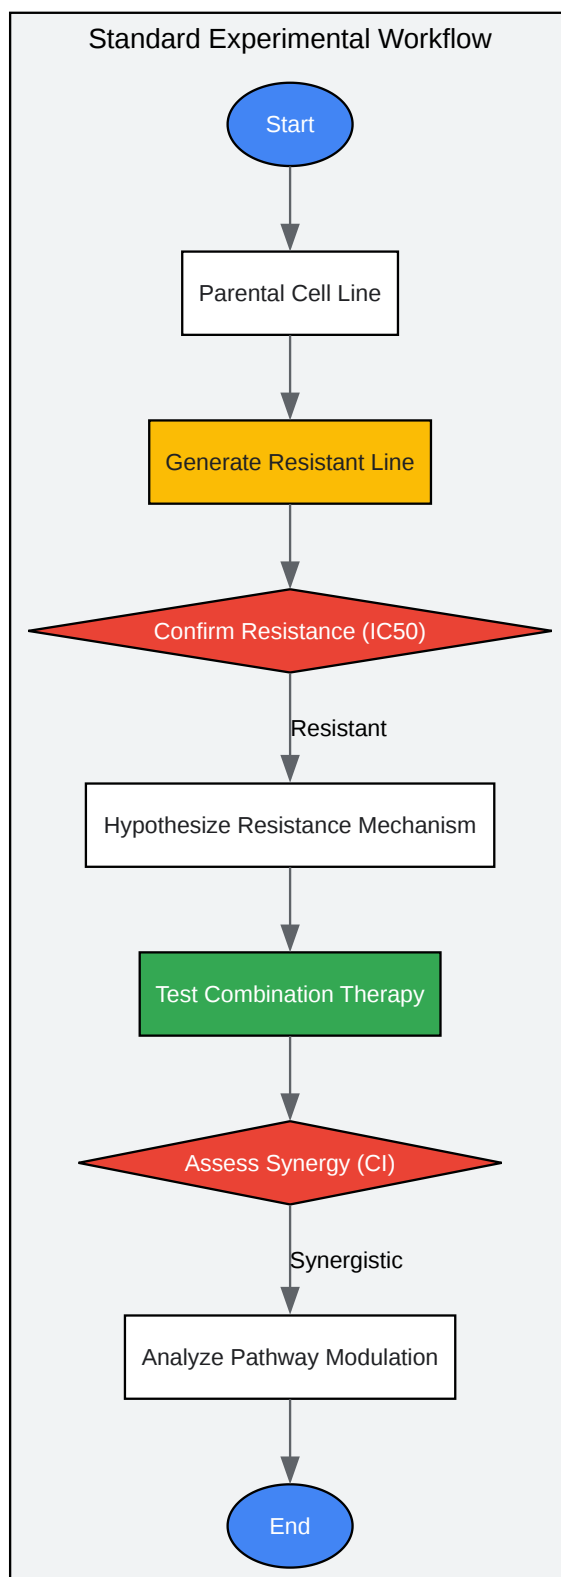 Standard Experimental Workflow
Start
Parental Cell Line
Generate Resistant Line
Confirm Resistance (IC50)
Resistant
Hypothesize Resistance Mechanism
Test Combination Therapy
Assess Synergy (CI)
Synergistic
Analyze Pathway Modulation
End